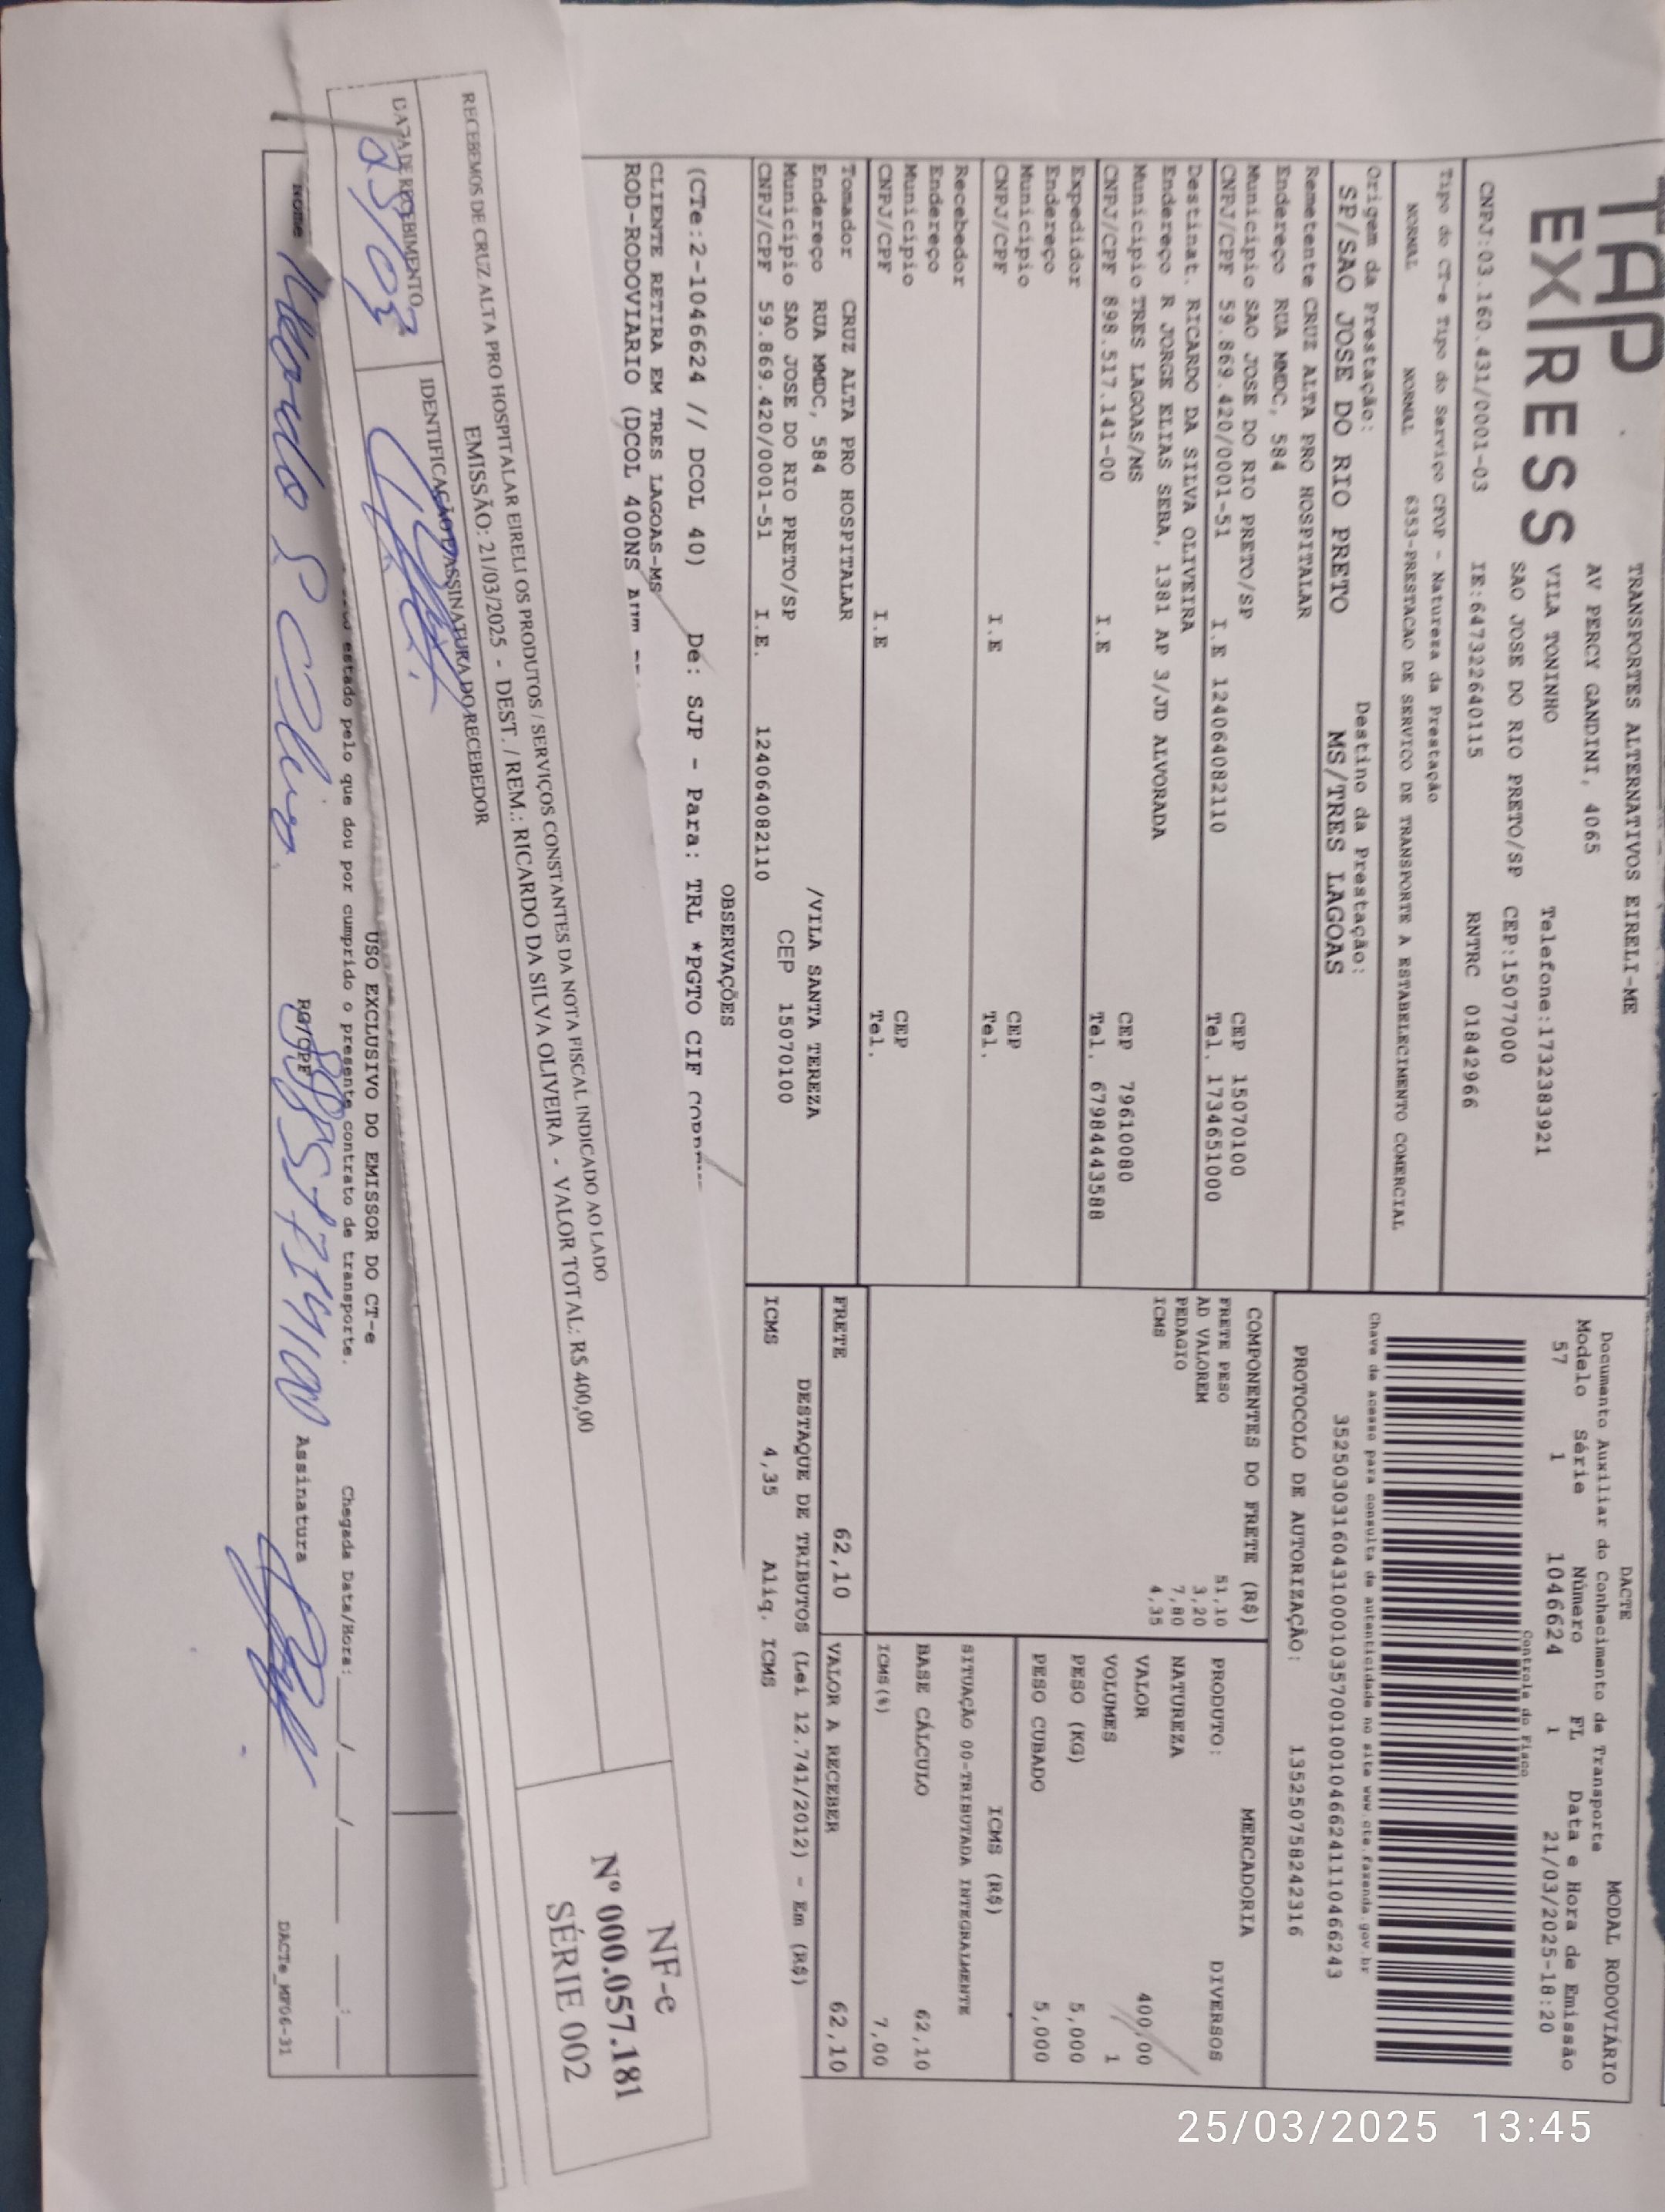 TAP
EXPRESS
TRANSPORTES ALTERNATIVOS EIRELI-ME
AV PERCY GANDINI, 4065
VILA TONINHO Telefone:1732383921
SAO JOSE DO RIO PRETO/SP CEP:15077000
CNPJ:03.160.431/0001-03 IE:647322640115 RNTRC 01842966
Tipo do CT-e Tipo do Serviço CFOP - Natureza da Prestação
NORMAL NORMAL 6353-PRESTACAO DE SERVICO DE TRANSPORTE A ESTABELECIMENTO COMERCIAL
Origem da Prestação: Destino da Prestação:
SP/SAO JOSE DO RIO PRETO MS/TRES LAGOAS
Remetente CRUZ ALTA PRO HOSPITALAR
Endereço RUA MMDC, 584
Município SAO JOSE DO RIO PRETO/SP CEP 15070100
CNPJ/CPF 59.869.420/0001-51 I.E 124064082110 Tel. 1734651000
Destinat. RICARDO DA SILVA OLIVEIRA
Endereço R JORGE ELIAS SEBA, 1381 AP 3/JD ALVORADA
Município TRES LAGOAS/MS CEP 79610080
CNPJ/CPF 898.517.141-00 I.E Tel. 67984443588
Expedidor
Endereço
Município CEP
CNPJ/CPF I.E Tel.
Recebedor
Endereço
Município CEP
CNPJ/CPF I.E Tel.
Tomador CRUZ ALTA PRO HOSPITALAR
Endereço RUA MMDC, 584 /VILA SANTA TEREZA
Município SAO JOSE DO RIO PRETO/SP CEP 15070100
CNPJ/CPF 59.869.420/0001-51 I.E. 124064082110
OBSERVAÇÕES
(CTe:2-1046624 // DCOL 40) De: SJP - Para: TRL *PGTO CIF
CLIENTE RETIRA EM TRES LAGOAS-MS
ROD-RODOVIARIO (DCOL 400NS
DACTE MODAL RODOVIÁRIO
Documento Auxiliar do Conhecimento de Transporte
Modelo Série Número FL Data e Hora de Emissão
57 1 1046624 1 21/03/2025-18:20
Controle do Fisco
Chave de acesso para consulta de autenticidade no site www.cte.fazenda.gov.br
35250303160431000103570010010466241110466243
PROTOCOLO DE AUTORIZAÇÃO: 135250758242316
COMPONENTES DO FRETE (R$)
FRETE PESO 51,10
AD VALOREM 3,20
PEDAGIO 7,80
ICMS 4,35
MERCADORIA
PRODUTO: DIVERSOS
NATUREZA
VALOR 400,00
VOLUMES 1
PESO (KG) 5,000
PESO CUBADO 5,000
ICMS (R$)
SITUAÇÃO 00-TRIBUTADA INTEGRALMENTE
BASE CÁLCULO 62,10
ICMS(%) 7,00
FRETE 62,10 VALOR A RECEBER 62,10
DESTAQUE DE TRIBUTOS (Lei 12.741/2012) - Em (R$)
ICMS 4,35 Aliq. ICMS
RECEBEMOS DE CRUZ ALTA PRO HOSPITALAR EIRELI OS PRODUTOS / SERVIÇOS CONSTANTES DA NOTA FISCAL INDICADO AO LADO
EMISSÃO: 21/03/2025 - DEST. / REM.: RICARDO DA SILVA OLIVEIRA - VALOR TOTAL: R$ 400,00
DATA DE RECEBIMENTO IDENTIFICAÇÃO E ASSINATURA DO RECEBEDOR
25/03
NF-e
Nº 000.057.181
SÉRIE 002
USO EXCLUSIVO DO EMISSOR DO CT-e
estado pelo que dou por cumprido o presente contrato de transporte. Chegada Data/Hora: ___/___/___ __:__
Nome RG/CPF 89851714100 Assinatura
DACTe_MF06-31
25/03/2025 13:45